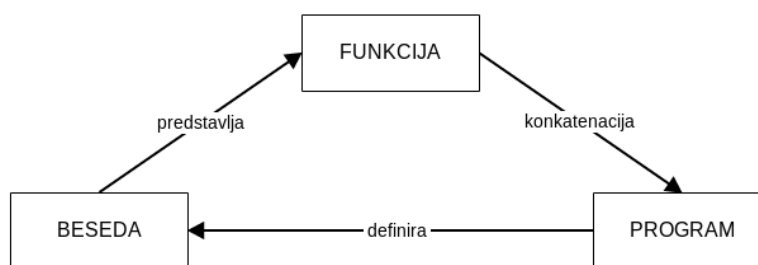 FUNKCIJA
predstavlja
konkatenacija
BESEDA
definira
PROGRAM